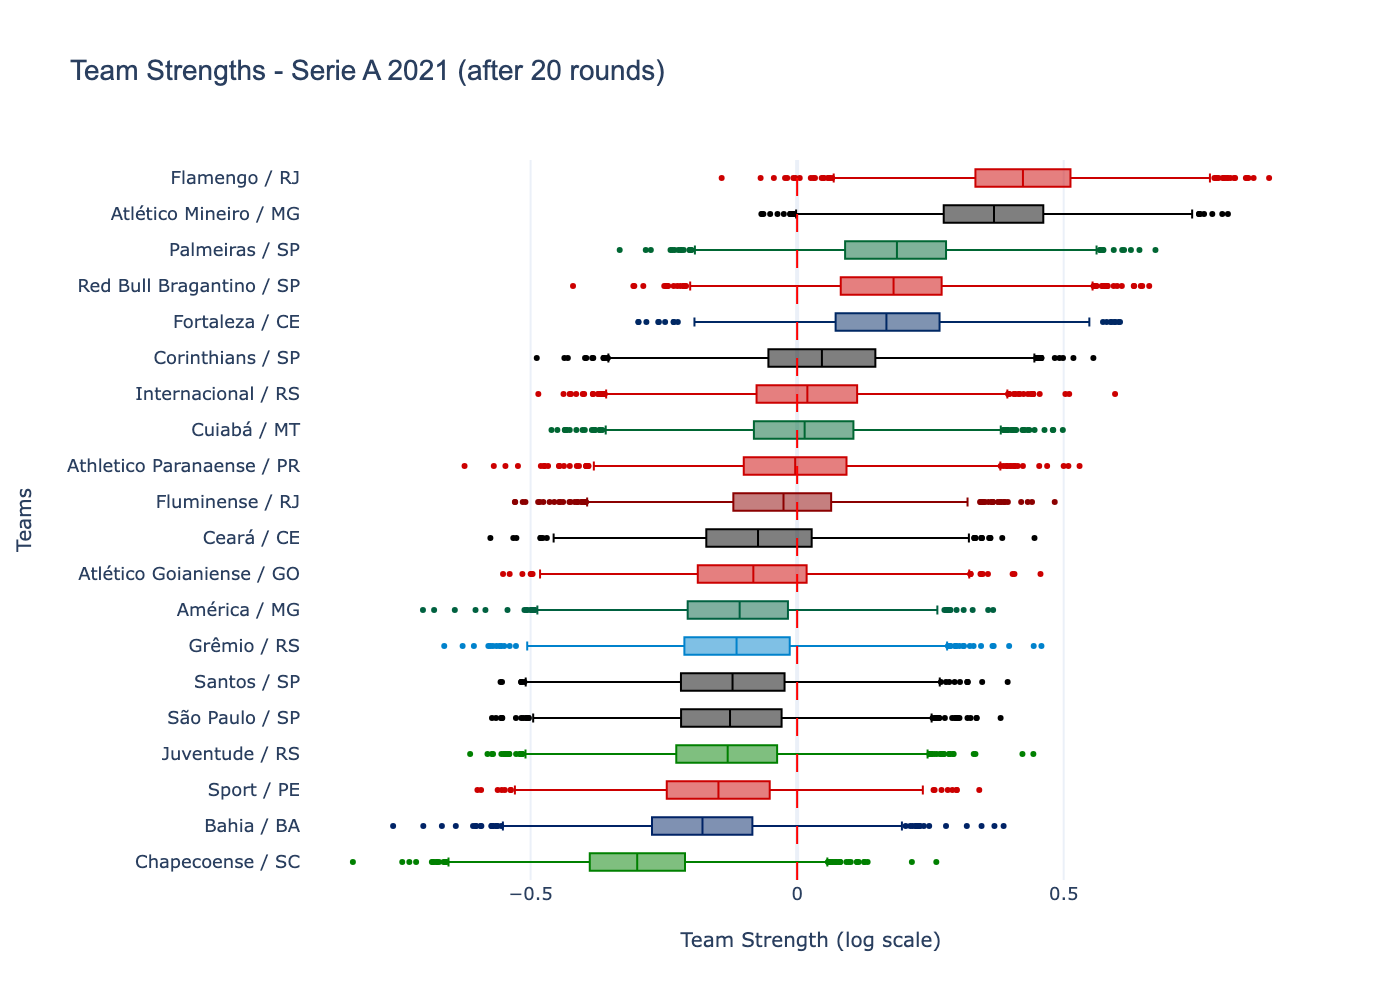 Team Strengths - Serie A 2021 (after 20 rounds)
Flamengo / RJ
Atlético Mineiro / MG
Palmeiras / SP
Red Bull Bragantino / SP
Fortaleza / CE
Corinthians / SP
Internacional / RS
Cuiabá / MT
Athletico Paranaense / PR
Fluminense / RJ
Ceará / CE
Atlético Goianiense / GO
América / MG
Grêmio / RS
Santos / SP
São Paulo / SP
Juventude / RS
Sport / PE
Bahia / BA
Chapecoense / SC
Teams
−0.5 0 0.5
Team Strength (log scale)